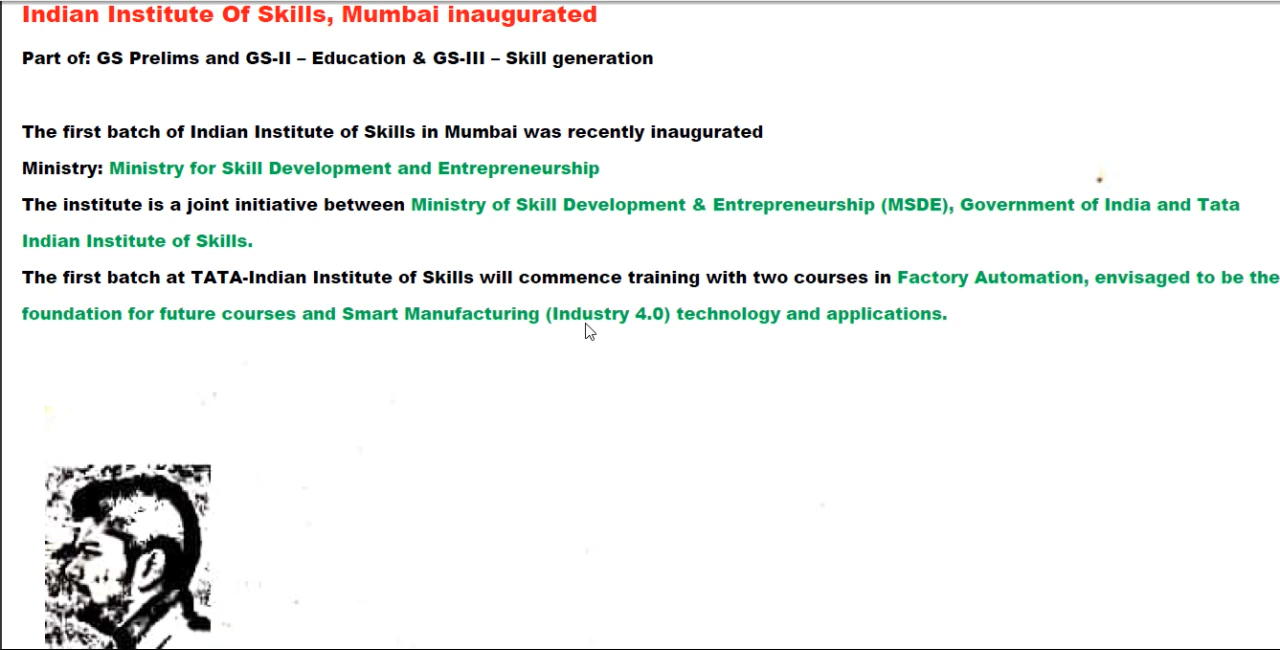 Indian Institute Of Skills, Mumbai inaugurated
Part of: GS Prelims and GS-II – Education & GS-III – Skill generation
The first batch of Indian Institute of Skills in Mumbai was recently inaugurated
Ministry: Ministry for Skill Development and Entrepreneurship
The institute is a joint initiative between Ministry of Skill Development & Entrepreneurship (MSDE), Government of India and Tata
Indian Institute of Skills.
The first batch at TATA-Indian Institute of Skills will commence training with two courses in Factory Automation, envisaged to be the
foundation for future courses and Smart Manufacturing (Industry 4.0) technology and applications.